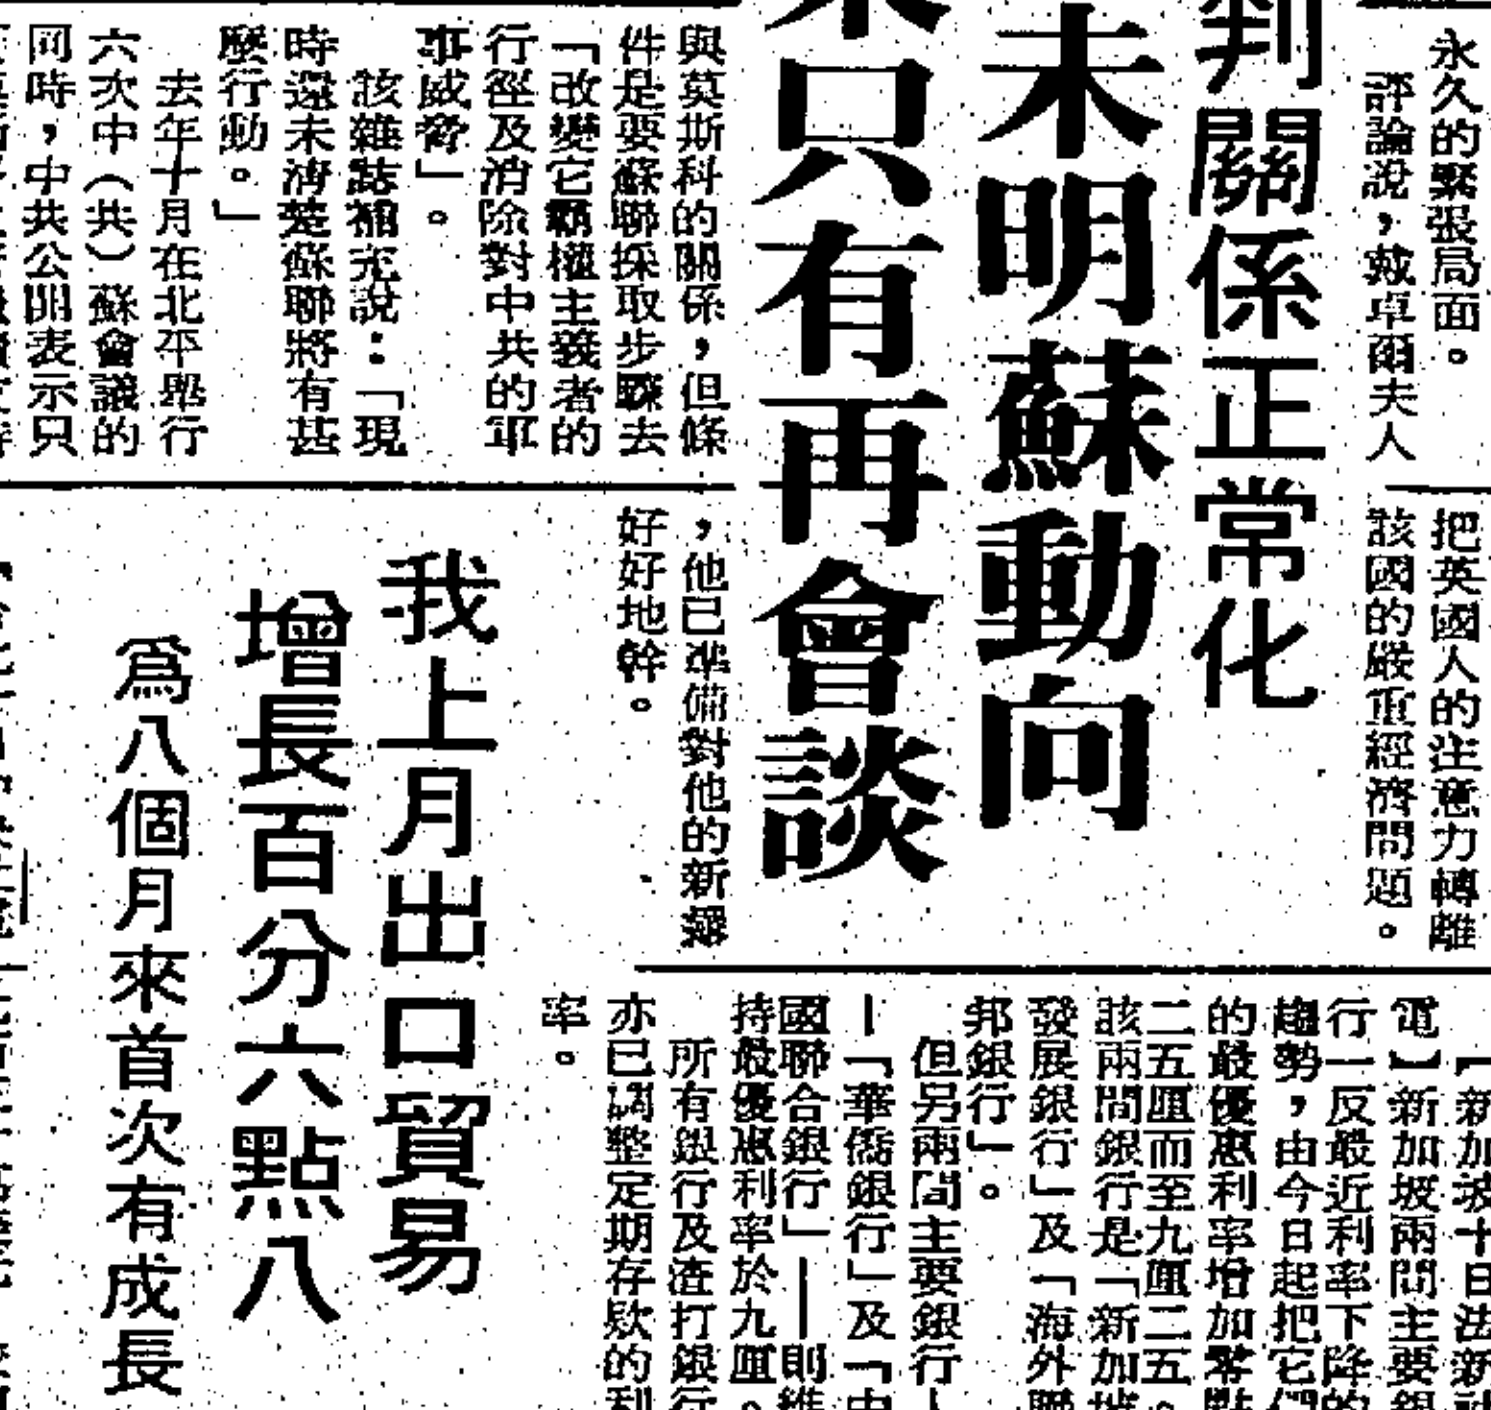 永久的緊張局面。
評論說，戴卓爾夫人
把英國人的注意力轉離
該國的嚴重經濟問題。
判關係正常化
未明蘇動向
只有再會談
與莫斯科的關係，但條
件是要蘇聯採取步驟去
「改變它霸權主義者的
行徑及消除對中共的軍
事威脅」。
該雜誌補充說：「現
時還未清楚蘇聯將有甚
麼行動。」
去年十月在北平舉行
六次中（共）蘇會議的
同時，中共公開表示只
，他已準備對他的新
好好地幹。
我上月出口貿易
增長百分六點八
爲八個月來首次有成長
【新加坡十日法新社
電】新加坡兩間主要銀
行一反最近利率下降的
趨勢，由今日起把它們
的最優惠利率增加零點
二五厘而至九厘二五。
該兩間銀行是「新加坡
發展銀行」及「海外聯
邦銀行」。
但另兩間主要銀行
—「華僑銀行」及「中
國聯合銀行」——則維
持最優惠利率於九厘。
所有銀行及渣打銀行
亦已調整定期存款的利
率。